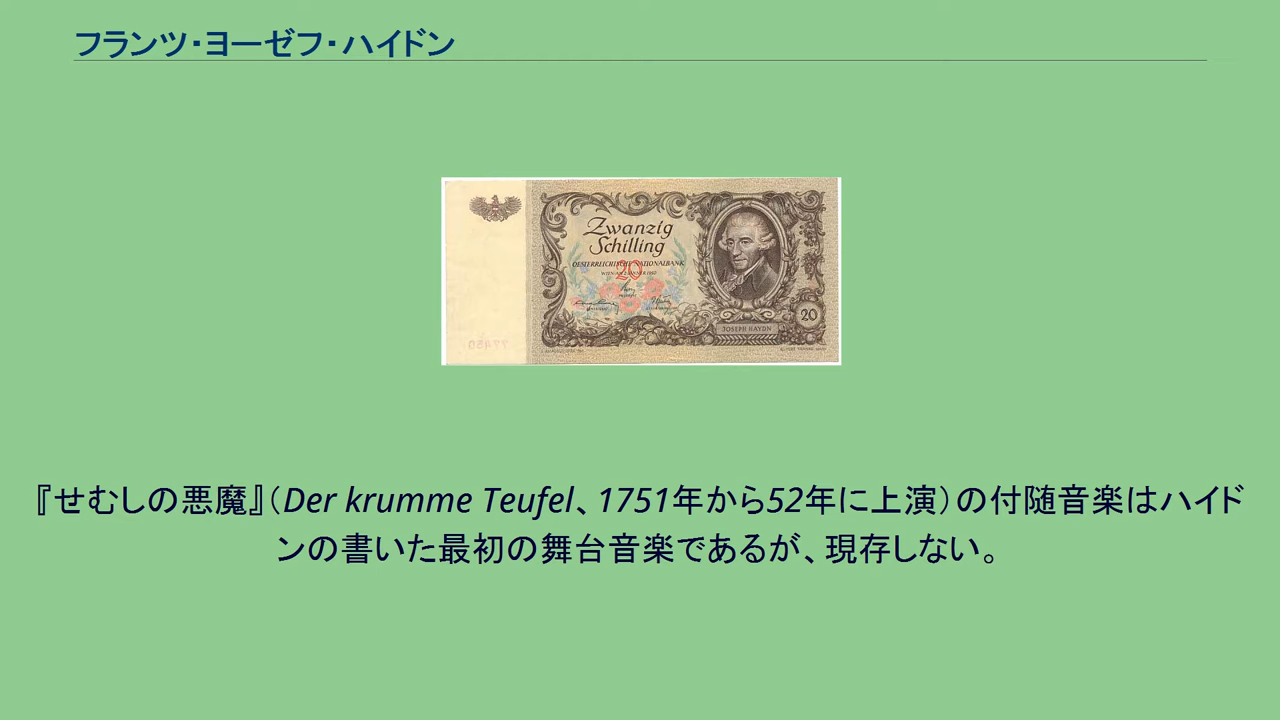 フランツ・ヨーゼフ・ハイドン
Zwanzig
Schilling
OESTERREICHISCHE NATIONALBANK
20
JOSEPH HAYDN
20
『せむしの悪魔』（Der krumme Teufel、1751年から52年に上演）の付随音楽はハイド
ンの書いた最初の舞台音楽であるが、現存しない。